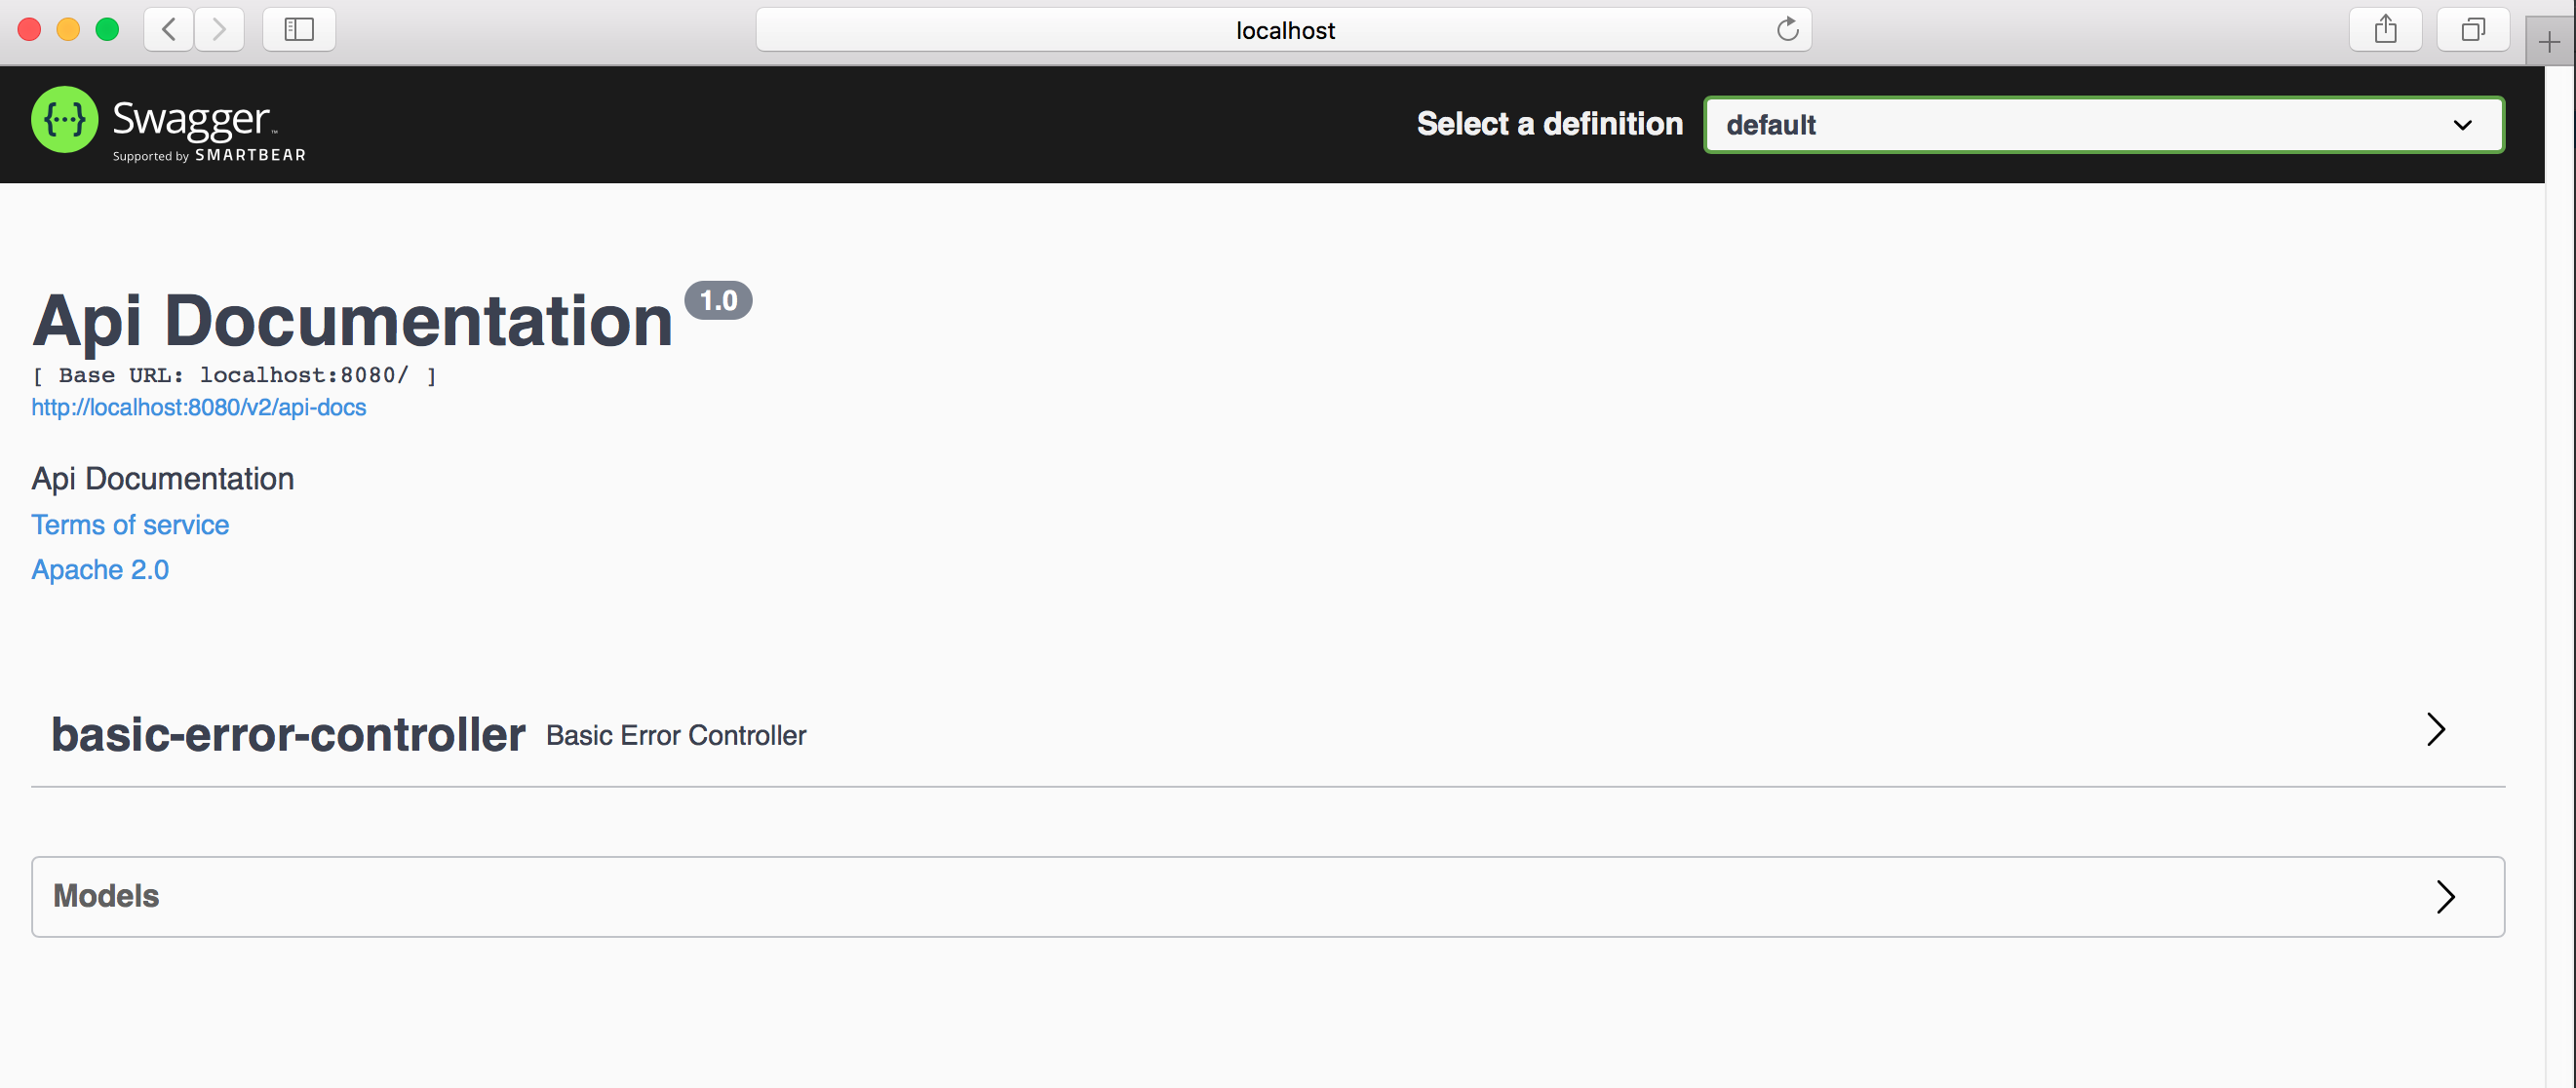 localhost
Swagger™
Supported by SMARTBEAR
Select a definition
default
Api Documentation 1.0
[ Base URL: localhost:8080/ ]
http://localhost:8080/v2/api-docs
Api Documentation
Terms of service
Apache 2.0
basic-error-controller Basic Error Controller
Models